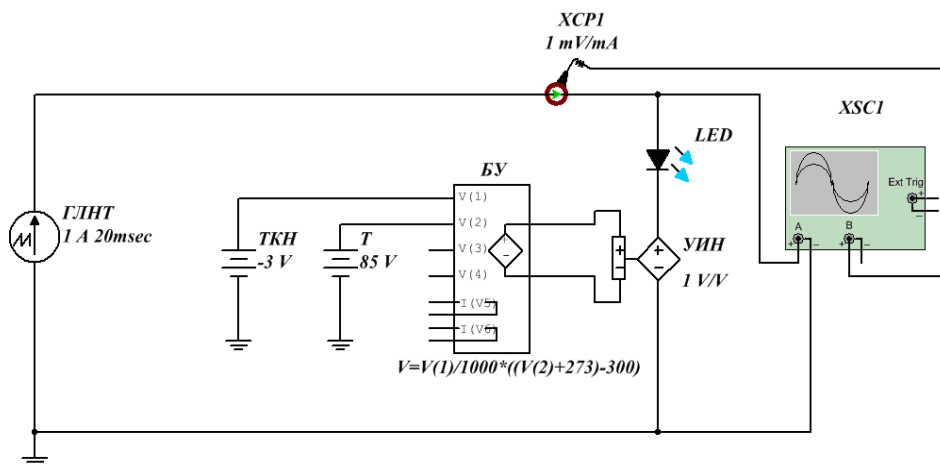 XCP1
1 mV/mA
XSC1
LED
Ext Trig
+
−
A
B
+ − + −
БУ
V(1)
V(2)
V(3)
V(4)
I(V5)
I(V6)
V=V(1)/1000*((V(2)+273)-300)
ГЛНТ
1 A 20msec
ТКН
-3 V
Т
85 V
УИН
1 V/V